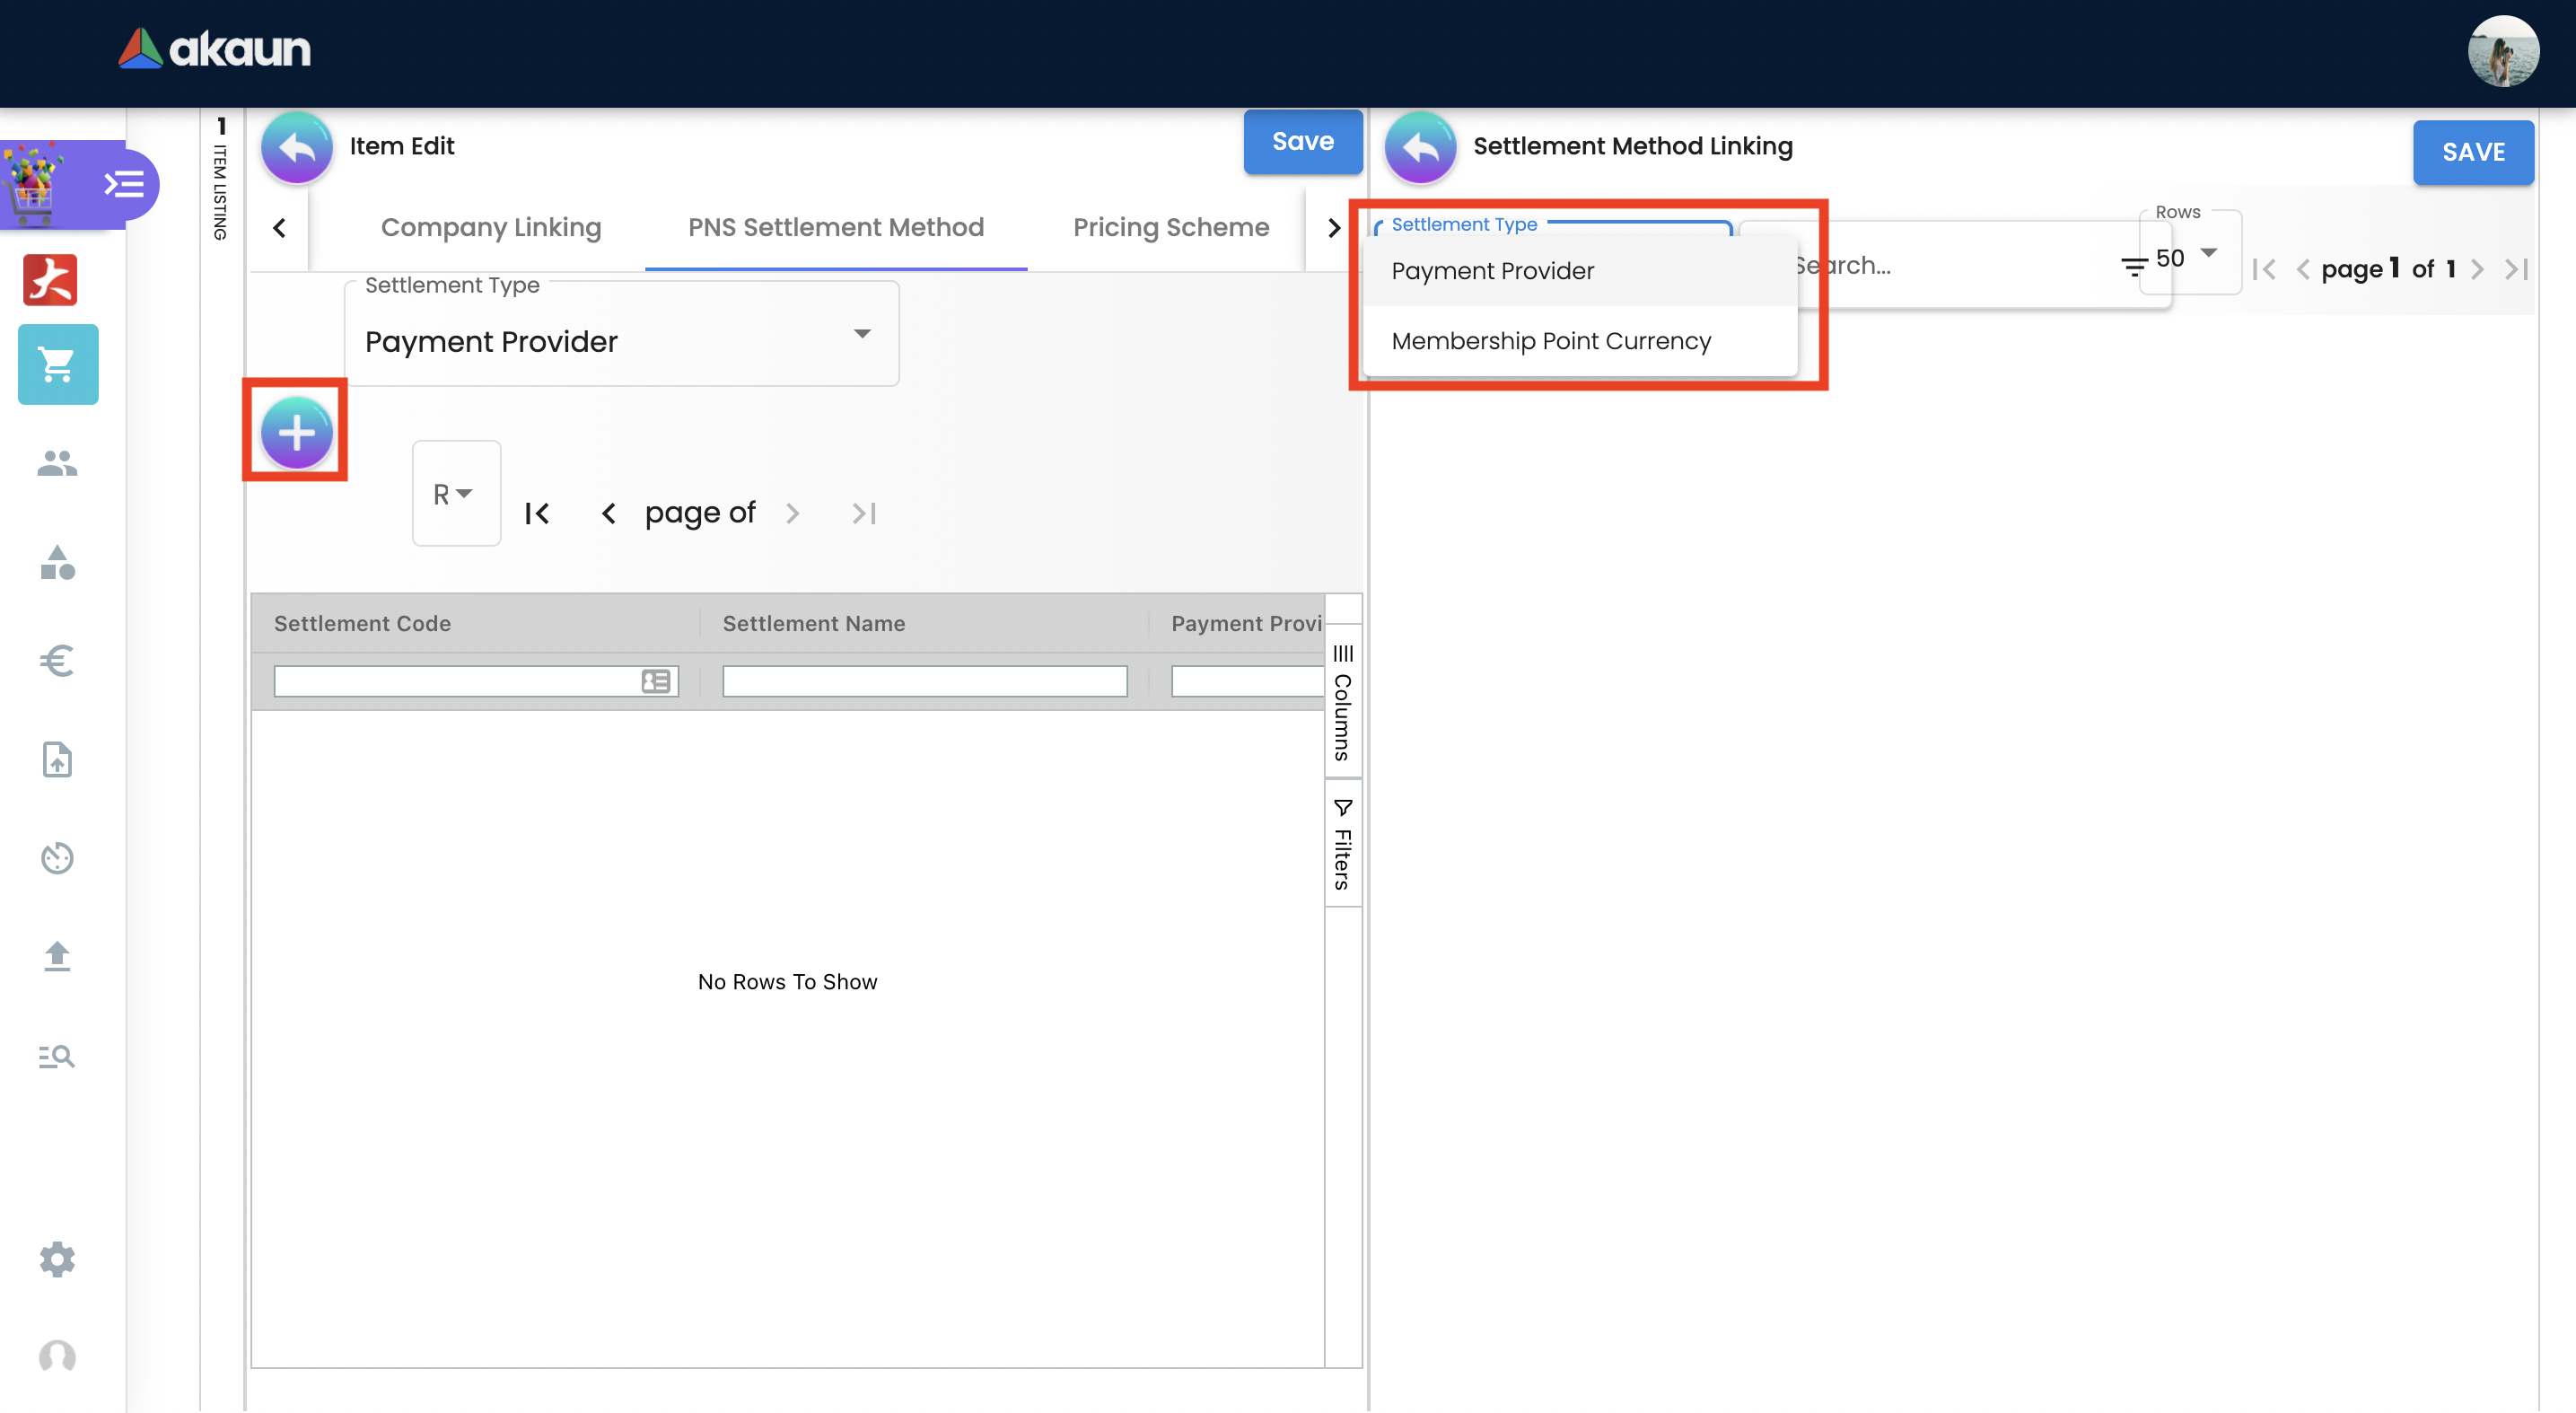 akaun
1 ITEM LISTING
Item Edit
Save
Company Linking
PNS Settlement Method
Pricing Scheme
Settlement Type
Payment Provider
R
page of
Settlement Code
Settlement Name
Payment Provi
Columns
Filters
No Rows To Show
Settlement Method Linking
SAVE
Settlement Type
Payment Provider
Membership Point Currency
Search...
Rows
50
page 1 of 1